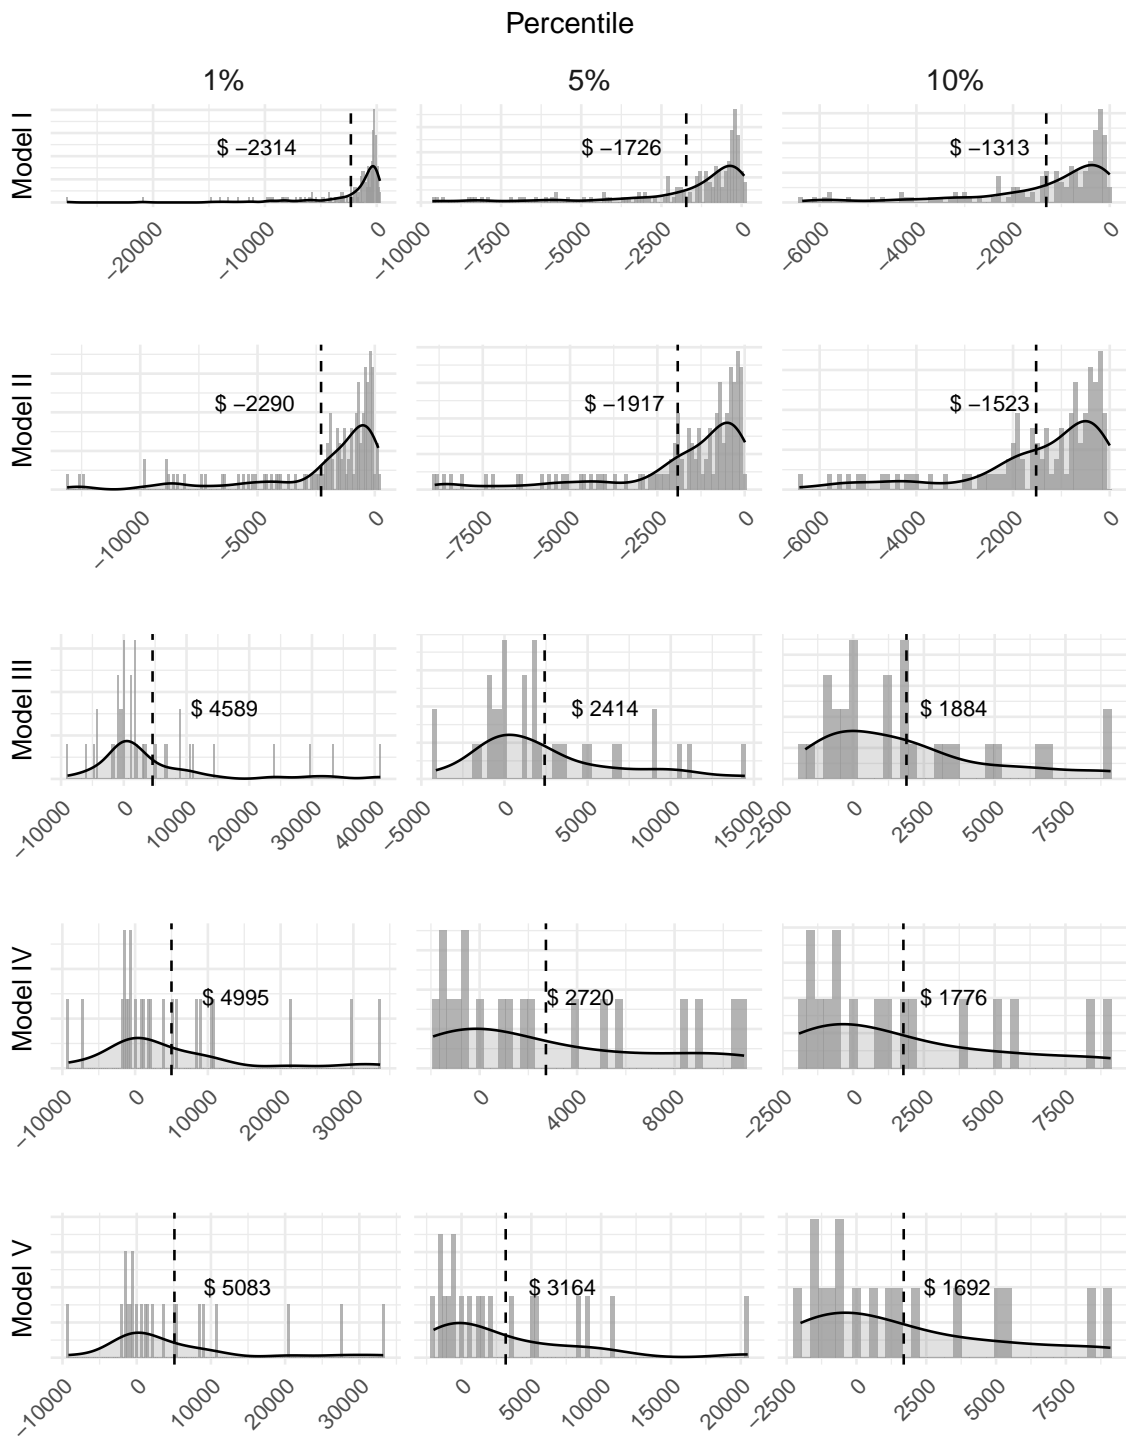 Percentile
1% 5% 10%
Model I
$ −2314
$ −1726
$ −1313
−20000 −10000 0
−10000 −7500 −5000 −2500 0
−6000 −4000 −2000 0
Model II
$ −2290
$ −1917
$ −1523
−10000 −5000 0
−7500 −5000 −2500 0
−6000 −4000 −2000 0
Model III
$ 4589
$ 2414
$ 1884
−10000 0 10000 20000 30000 40000
−5000 0 5000 10000 15000
−2500 0 2500 5000 7500
Model IV
$ 4995
$ 2720
$ 1776
−10000 0 10000 20000 30000
0 4000 8000
−2500 0 2500 5000 7500
Model V
$ 5083
$ 3164
$ 1692
−10000 0 10000 20000 30000
0 5000 10000 15000 20000
−2500 0 2500 5000 7500